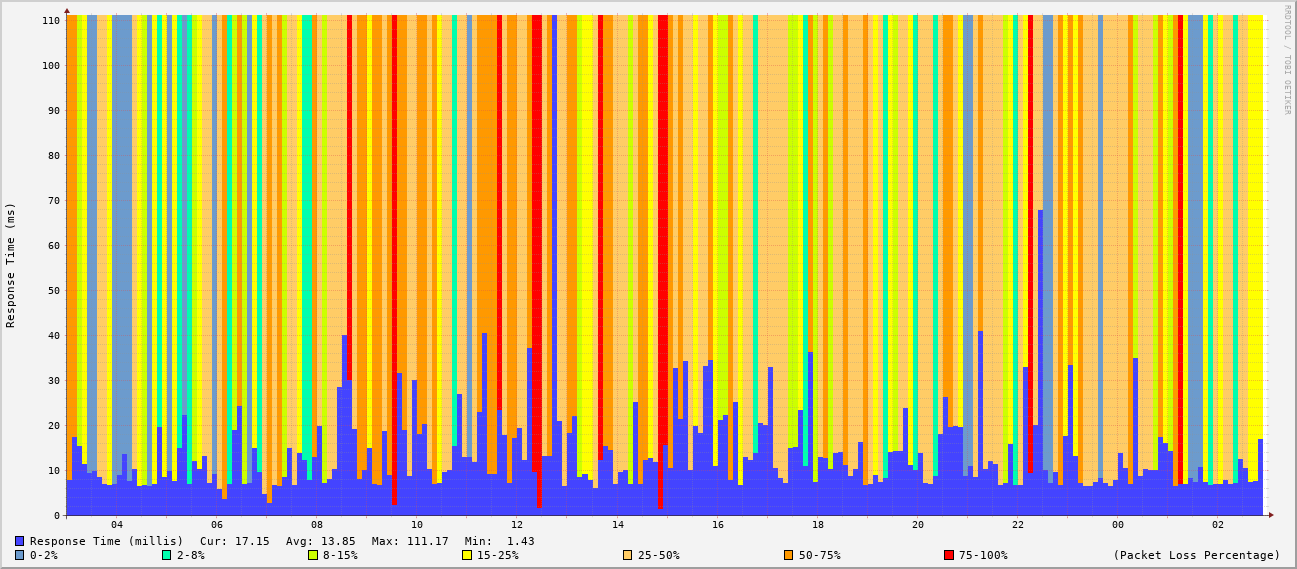 110
100
90
80
70
60
50
40
30
20
10
0
Response Time (ms)
RRDTOOL / TOBI OETIKER
04 06 08 10 12 14 16 18 20 22 00 02
Response Time (millis) Cur: 17.15 Avg: 13.85 Max: 111.17 Min: 1.43
0-2% 2-8% 8-15% 15-25% 25-50% 50-75% 75-100% (Packet Loss Percentage)